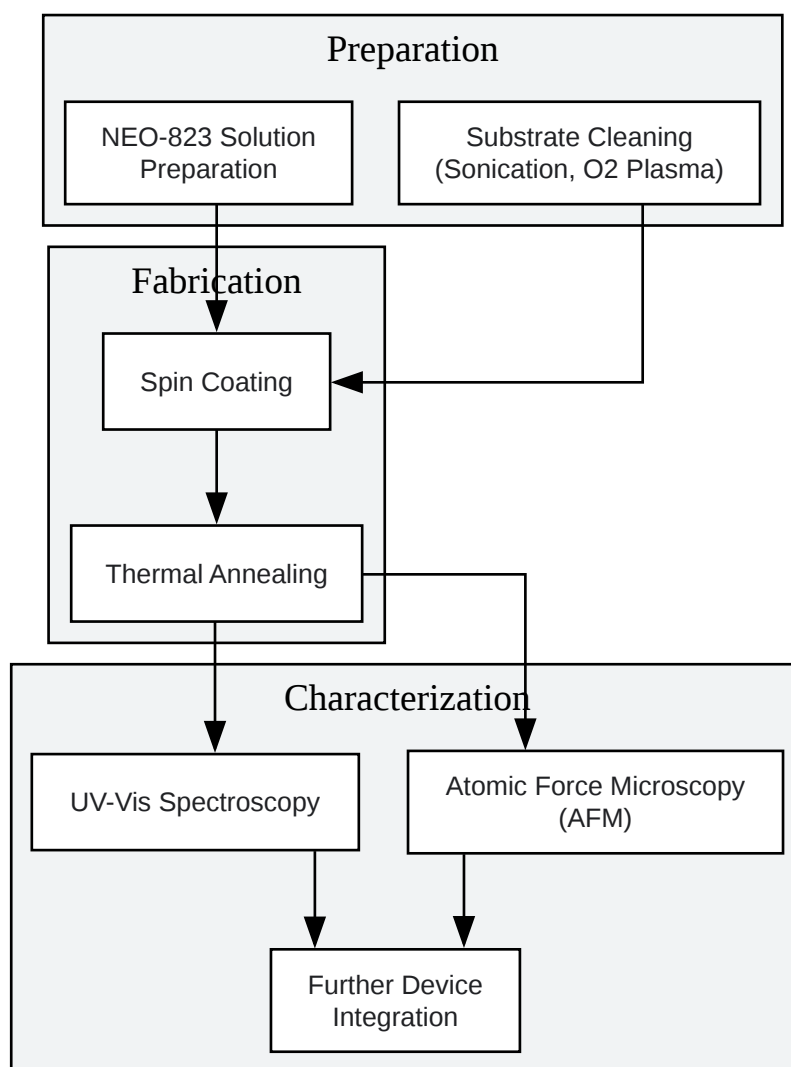 Preparation
NEO-823 Solution
Preparation
Substrate Cleaning
(Sonication, O2 Plasma)
Fabrication
Spin Coating
Thermal Annealing
Characterization
UV-Vis Spectroscopy
Atomic Force Microscopy
(AFM)
Further Device
Integration